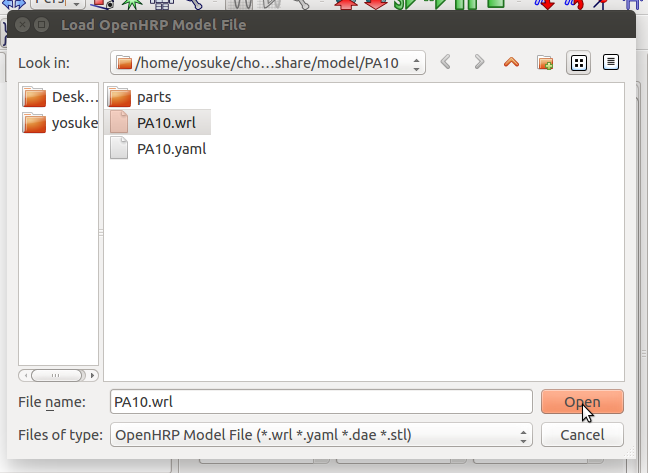 Load OpenHRP Model File
Look in: /home/yosuke/cho...share/model/PA10
Desk... parts
yosuke PA10.wrl
PA10.yaml
File name: PA10.wrl Open
Files of type: OpenHRP Model File (*.wrl *.yaml *.dae *.stl) Cancel